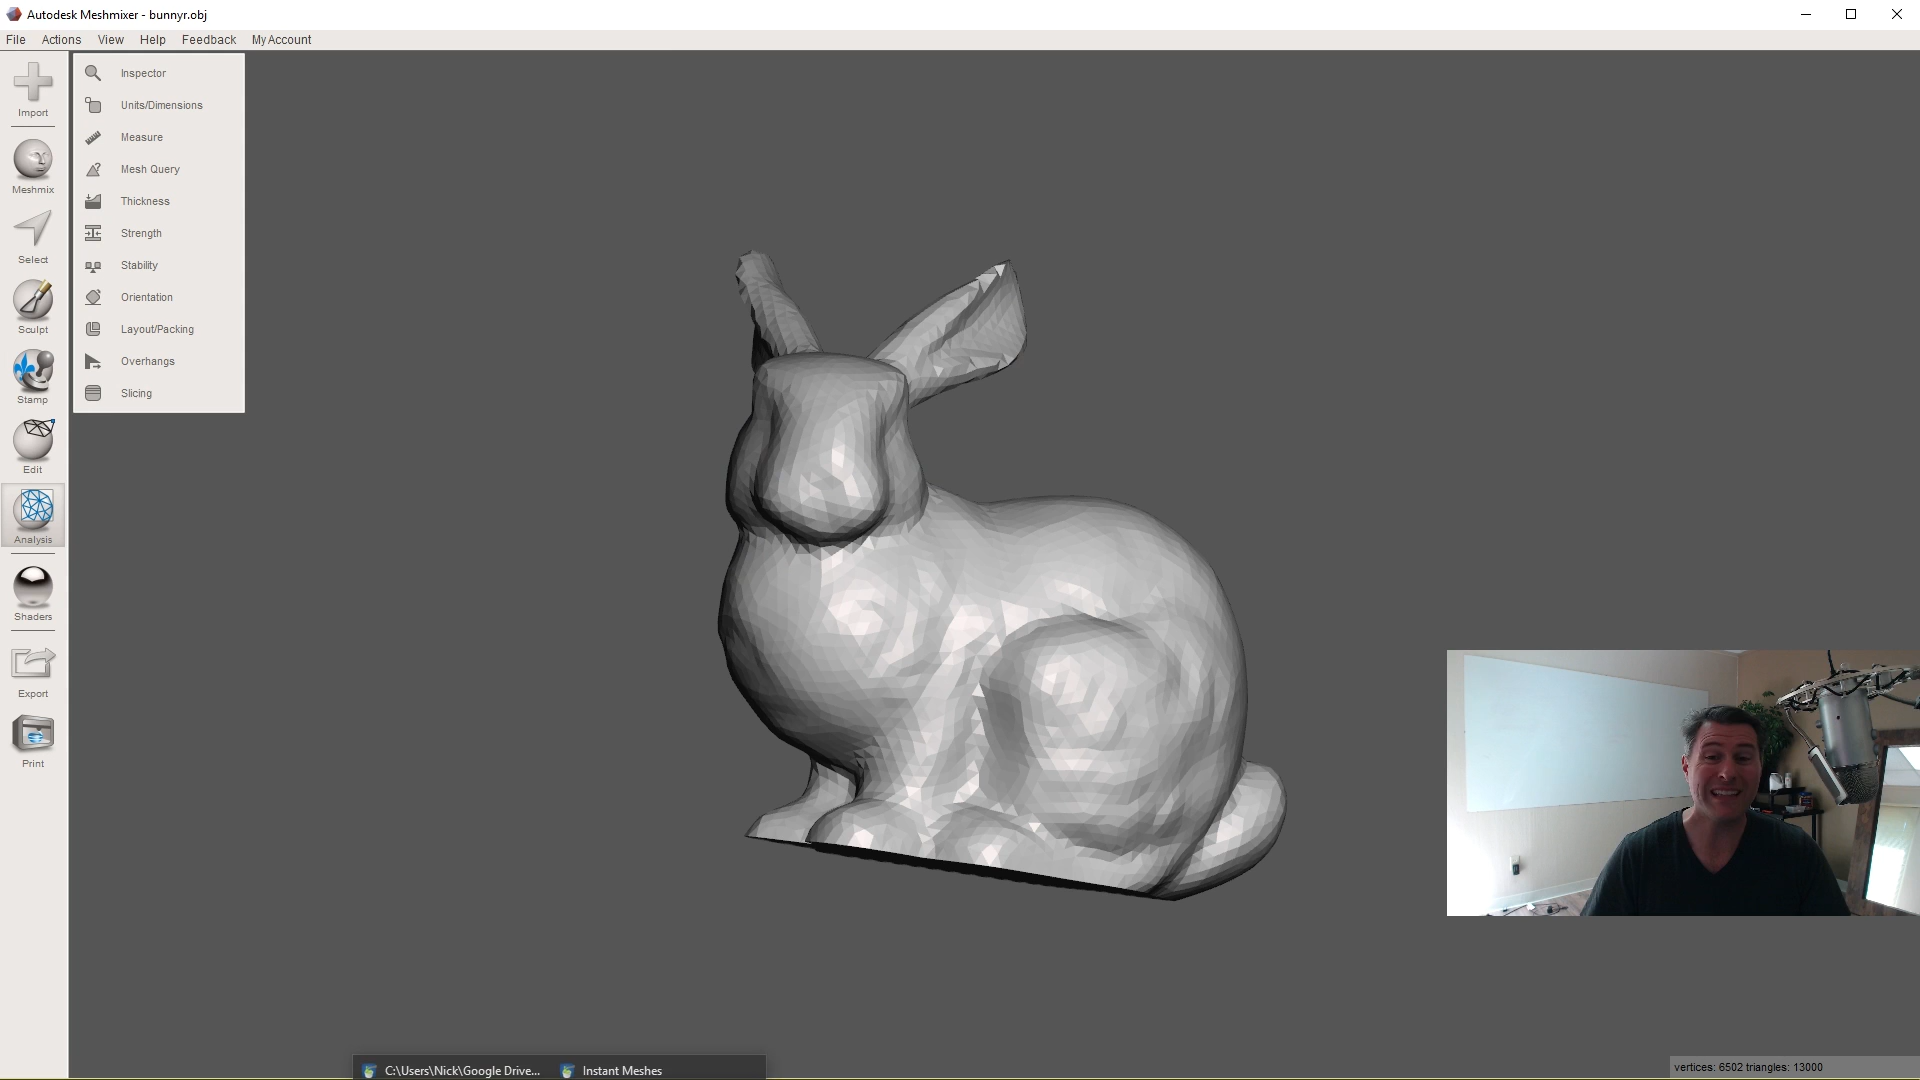 Autodesk Meshmixer - bunnyr.obj
File Actions View Help Feedback My Account
Import
Meshmix
Select
Sculpt
Stamp
Edit
Analysis
Shaders
Export
Print
Inspector
Units/Dimensions
Measure
Mesh Query
Thickness
Strength
Stability
Orientation
Layout/Packing
Overhangs
Slicing
C:\Users\Nick\Google Drive...
Instant Meshes
vertices: 6502 triangles: 13000